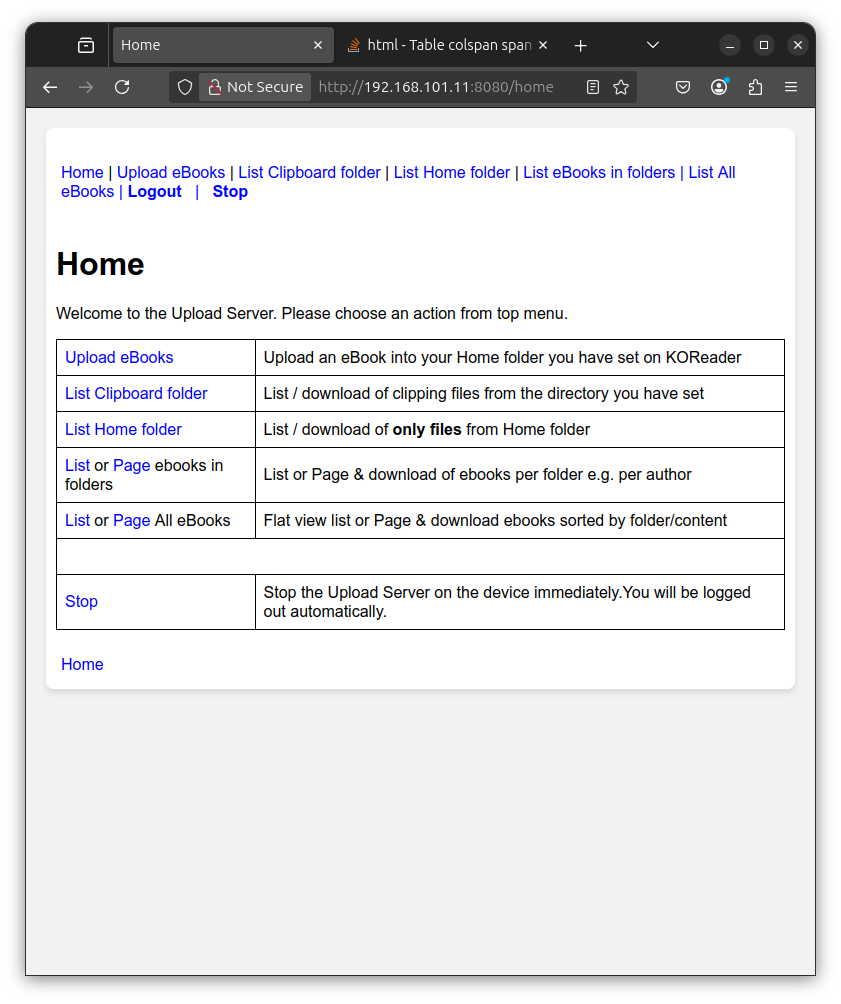 Home
html - Table colspan span
Not Secure
http://192.168.101.11:8080/home
Home | Upload eBooks | List Clipboard folder | List Home folder | List eBooks in folders | List All
eBooks | Logout | Stop
Home
Welcome to the Upload Server. Please choose an action from top menu.
Upload eBooks
Upload an eBook into your Home folder you have set on KOReader
List Clipboard folder
List / download of clipping files from the directory you have set
List Home folder
List / download of only files from Home folder
List or Page ebooks in
folders
List or Page & download of ebooks per folder e.g. per author
List or Page All eBooks
Flat view list or Page & download ebooks sorted by folder/content
Stop
Stop the Upload Server on the device immediately.You will be logged
out automatically.
Home